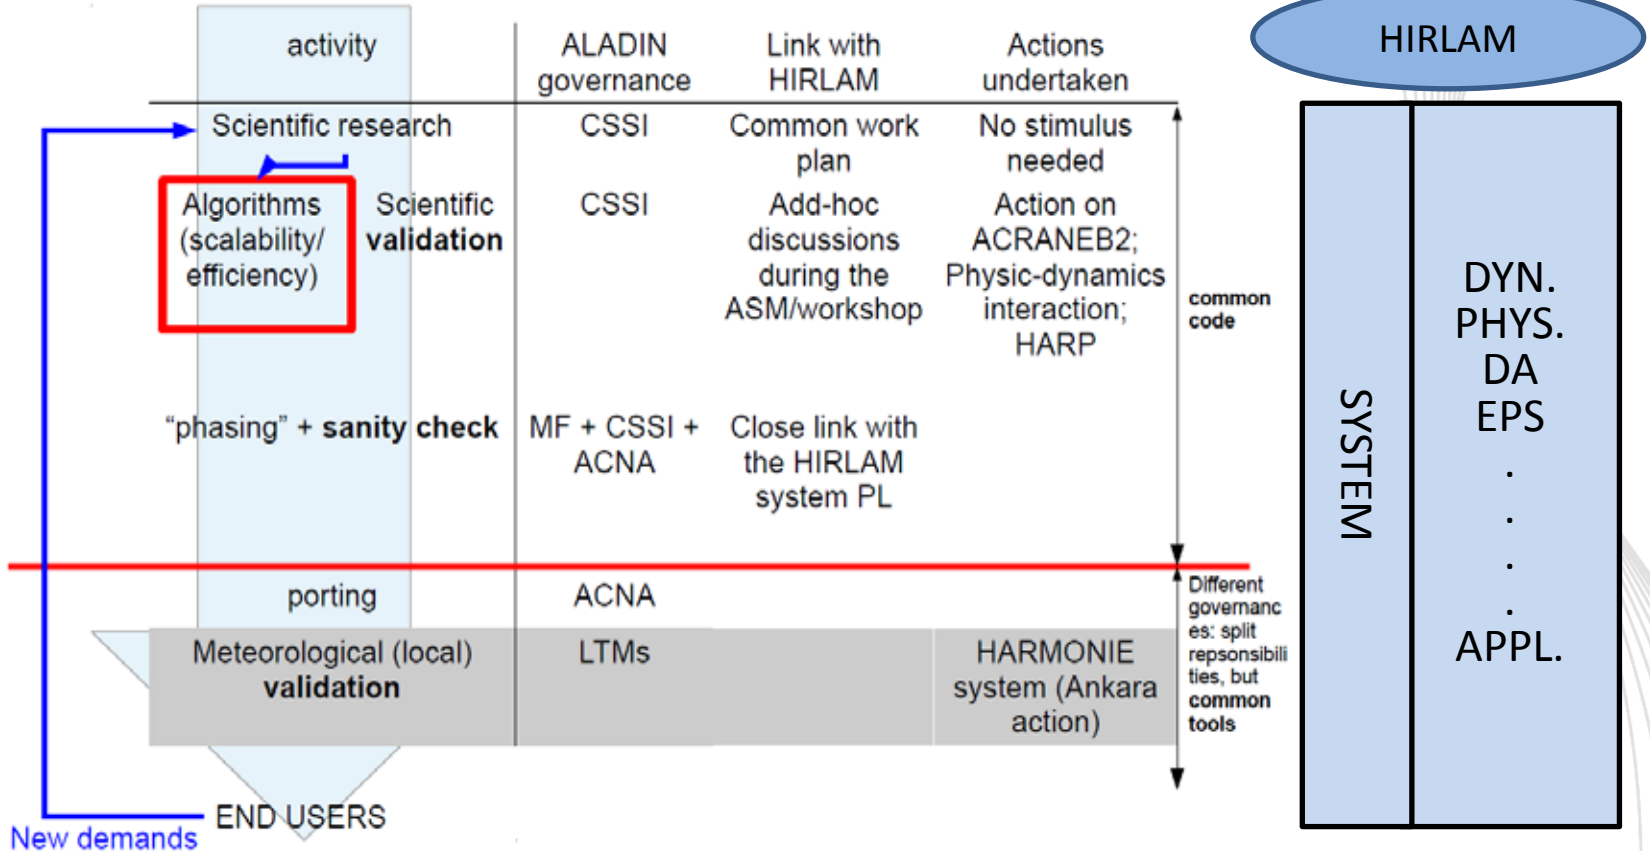 activity
ALADIN
governance
Link with
HIRLAM
Actions
undertaken
Scientific research
CSSI
Common work
plan
No stimulus
needed
Algorithms
(scalability/
efficiency)
Scientific
validation
CSSI
Add-hoc
discussions
during the
ASM/workshop
Action on
ACRANEB2;
Physic-dynamics
interaction;
HARP
common
code
"phasing" + sanity check
MF + CSSI +
ACNA
Close link with
the HIRLAM
system PL
porting
ACNA
Meteorological (local)
validation
LTMs
HARMONIE
system (Ankara
action)
Different
governanc
es: split
repsonsibili
ties, but
common
tools
END USERS
New demands
HIRLAM
SYSTEM
DYN.
PHYS.
DA
EPS
.
.
.
.
APPL.